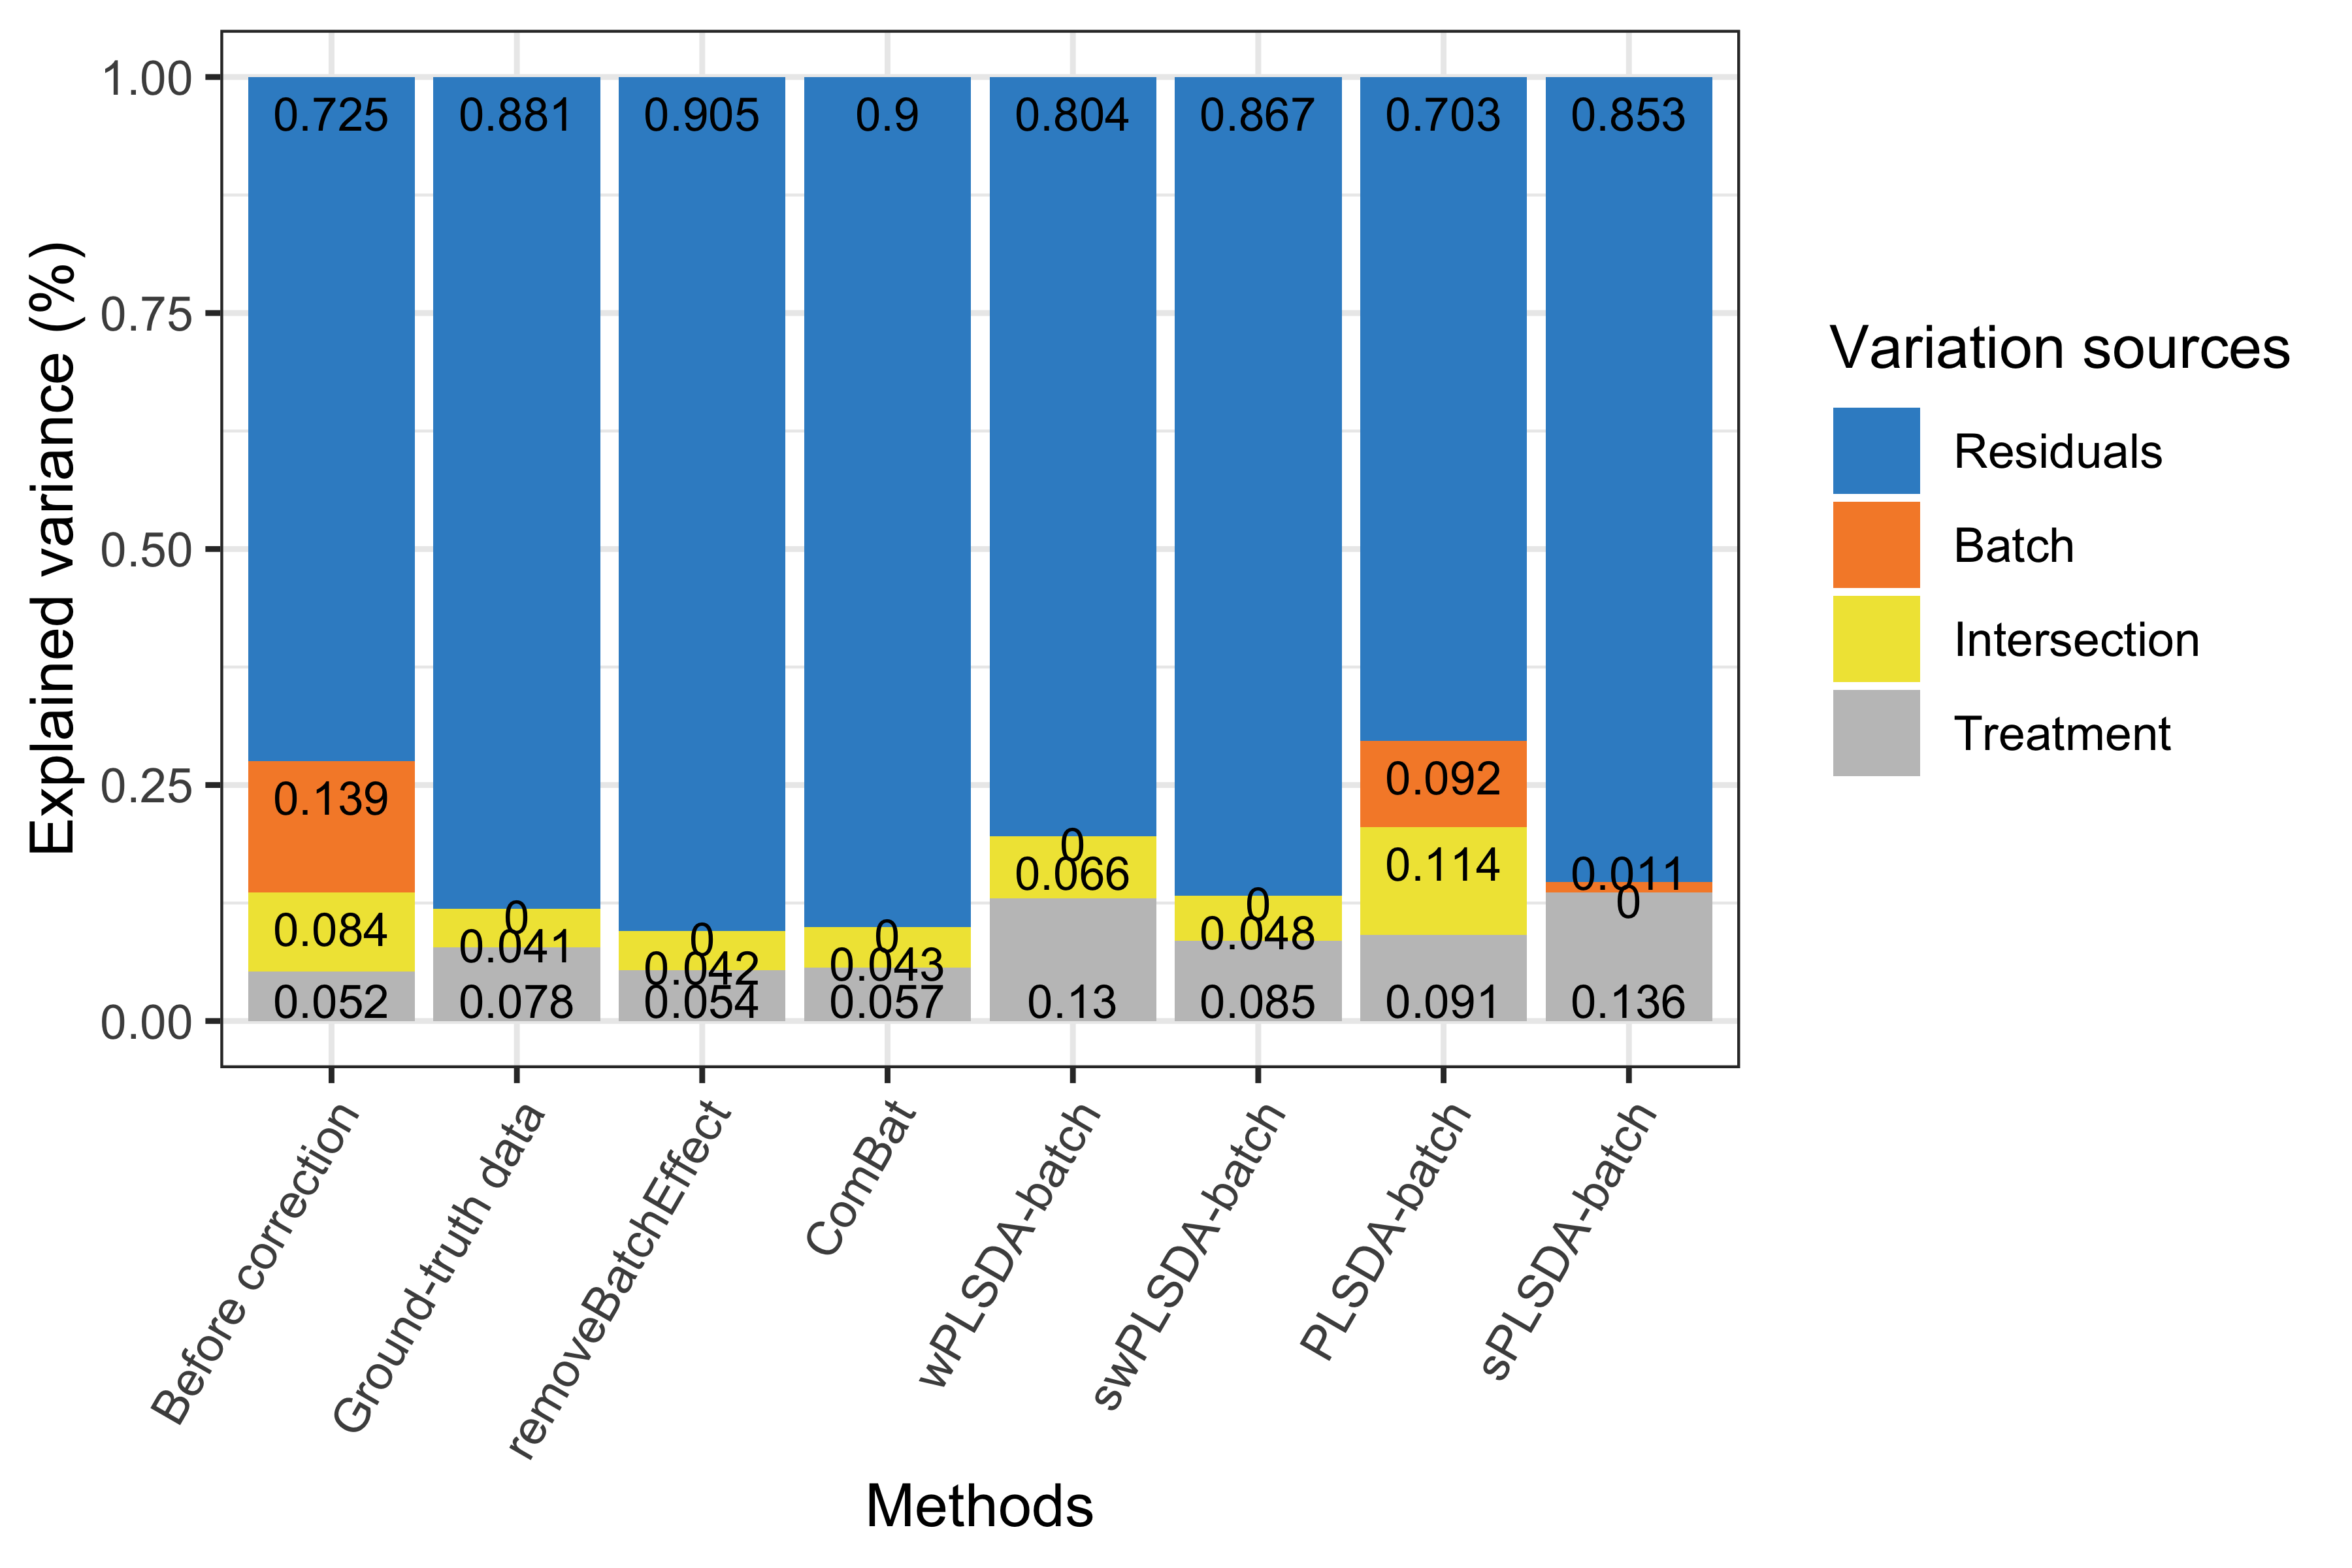 Explained variance (%)
1.00
0.75
0.50
0.25
0.00
0.725 0.881 0.905 0.9 0.804 0.867 0.703 0.853
0.139 0 0 0 0 0 0.092 0.011
0.084 0.041 0.042 0.043 0.066 0.048 0.114 0
0.052 0.078 0.054 0.057 0.13 0.085 0.091 0.136
Before correction
Ground-truth data
removeBatchEffect
ComBat
wPLSDA-batch
swPLSDA-batch
PLSDA-batch
sPLSDA-batch
Methods
Variation sources
Residuals
Batch
Intersection
Treatment